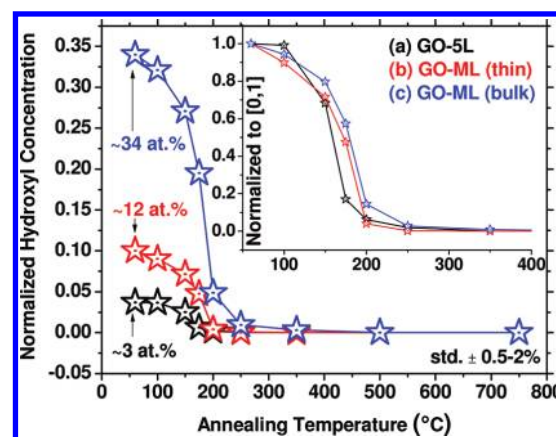 Normalized Hydroxyl Concentration
0.35
0.30
0.25
0.20
0.15
0.10
0.05
0.00
-0.05
~34 at.%
~12 at.%
~3 at.%
Normalized to [0,1]
1.0
0.8
0.6
0.4
0.2
0.0
100
200
300
400
(a) GO-5L
(b) GO-ML (thin)
(c) GO-ML (bulk)
std. ± 0.5-2%
0 100 200 300 400 500 600 700 800
Annealing Temperature (°C)